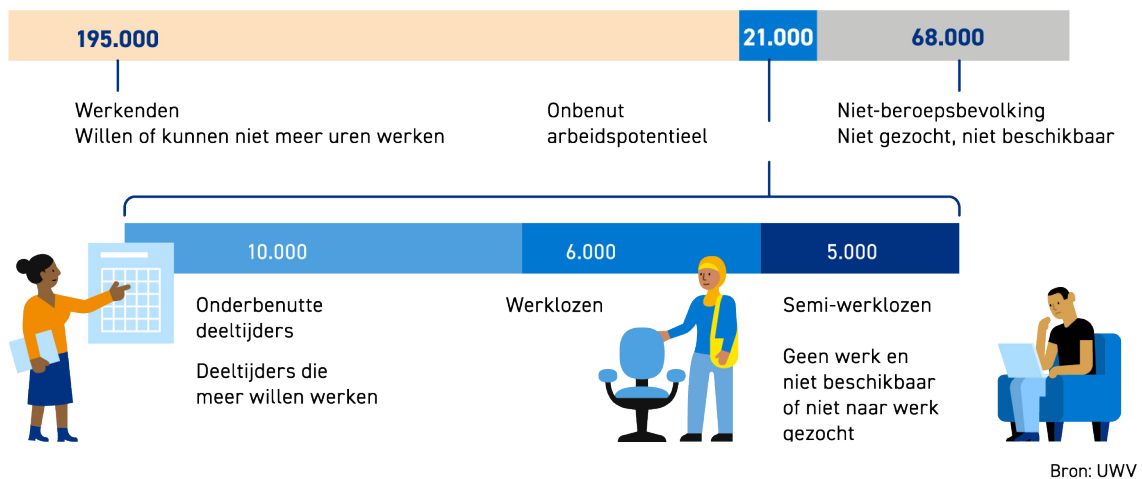 195.000
21.000
68.000
Werkenden
Willen of kunnen niet meer uren werken
Onbenut
arbeidspotentieel
Niet-beroepsbevolking
Niet gezocht, niet beschikbaar
10.000
6.000
5.000
Onderbenutte
deeltijders
Deeltijders die
meer willen werken
Werklozen
Semi-werklozen
Geen werk en
niet beschikbaar
of niet naar werk
gezocht
Bron: UWV